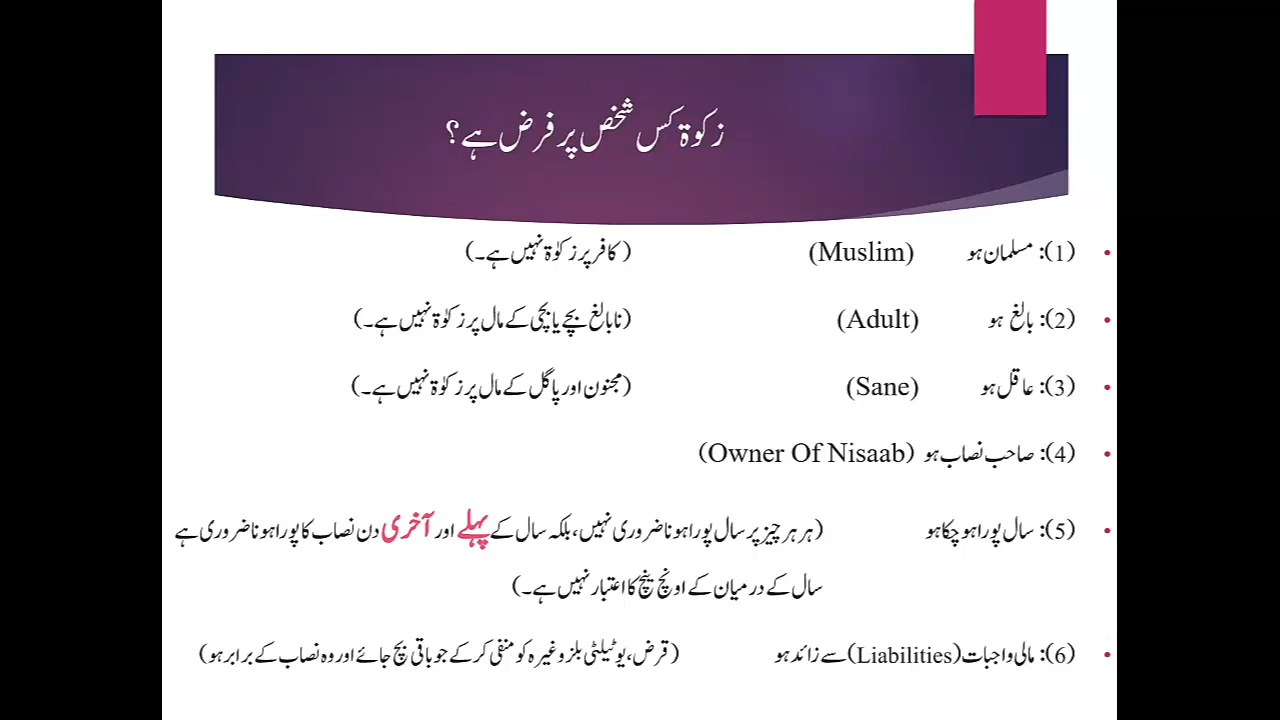 زکوۃ کس شخص پر فرض ہے؟
(1): مسلمان ہو (Muslim) (کافر پر زکوٰۃ نہیں ہے۔)
(2): بالغ ہو (Adult) (نابالغ بچے یا بچی کے مال پر زکوٰۃ نہیں ہے۔)
(3): عاقل ہو (Sane) (مجنون اور پاگل کے مال پر زکوٰۃ نہیں ہے۔)
(4): صاحب نصاب ہو (Owner Of Nisaab)
(5): سال پورا ہو چکا ہو (ہر ہر چیز پر سال پورا ہونا ضروری نہیں، بلکہ سال کے پہلے اور آخری دن نصاب کا پورا ہونا ضروری ہے
سال کے درمیان کے اونچ نیچ کا اعتبار نہیں ہے۔)
(6): مالی واجبات (Liabilities) سے زائد ہو (قرض، یوٹیلٹی بلز وغیرہ کو منفی کر کے جو باقی بچ جائے اور وہ نصاب کے برابر ہو)